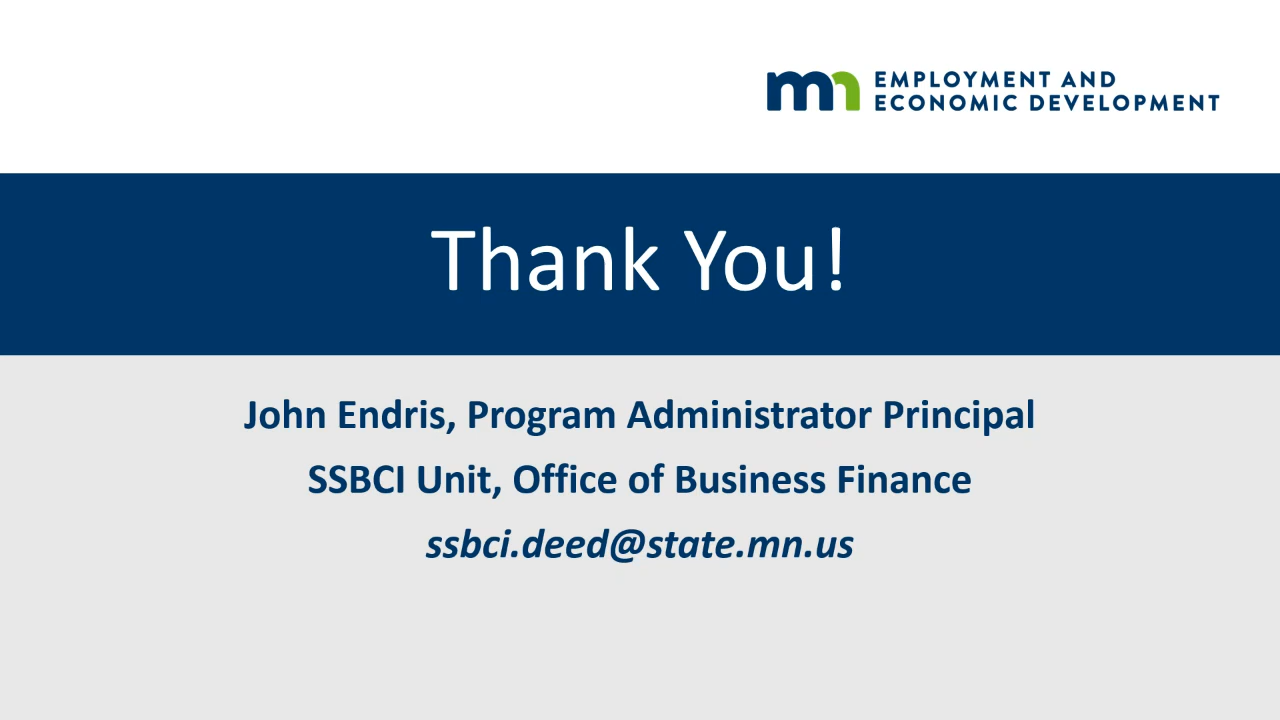 mn EMPLOYMENT AND
ECONOMIC DEVELOPMENT
Thank You!
John Endris, Program Administrator Principal
SSBCI Unit, Office of Business Finance
ssbci.deed@state.mn.us